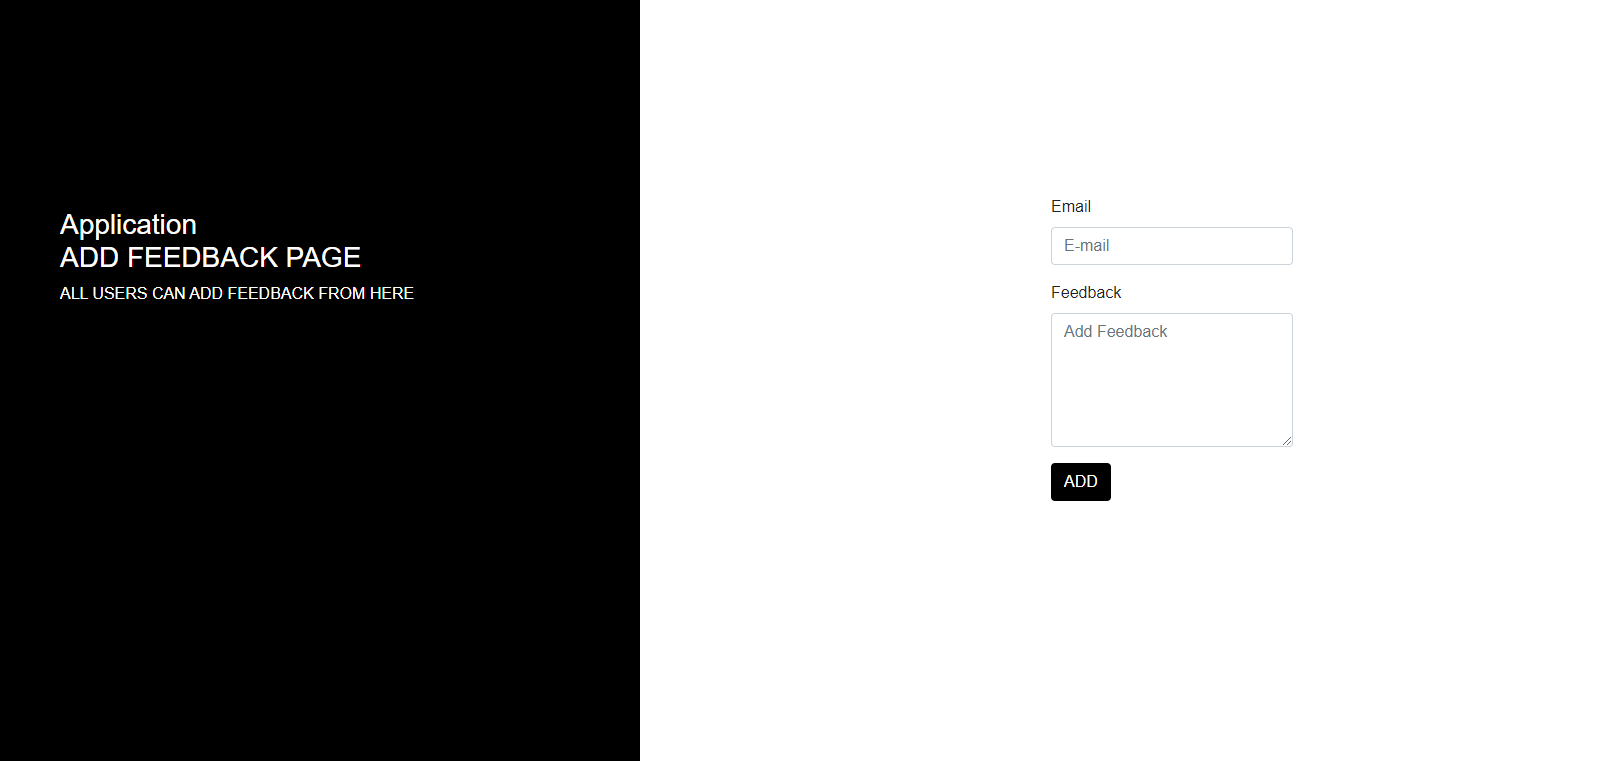 Application
ADD FEEDBACK PAGE
ALL USERS CAN ADD FEEDBACK FROM HERE
Email
E-mail
Feedback
Add Feedback
ADD